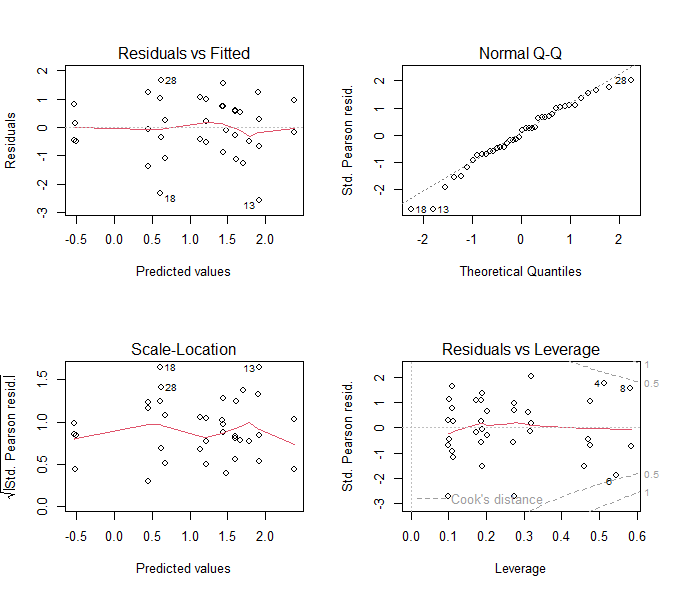 Residuals vs Fitted
Residuals
2
1
0
-1
-2
-3
28
18
13
-0.5 0.0 0.5 1.0 1.5 2.0
Predicted values
Normal Q-Q
Std. Pearson resid.
2
1
0
-1
-2
28
18
13
-2 -1 0 1 2
Theoretical Quantiles
Scale-Location
√|Std. Pearson resid.|
1.5
1.0
0.5
0.0
18
13
28
-0.5 0.0 0.5 1.0 1.5 2.0
Predicted values
Residuals vs Leverage
Std. Pearson resid.
2
1
0
-1
-2
-3
1
0.5
4
8
0.5
6
1
Cook's distance
0.0 0.1 0.2 0.3 0.4 0.5 0.6
Leverage